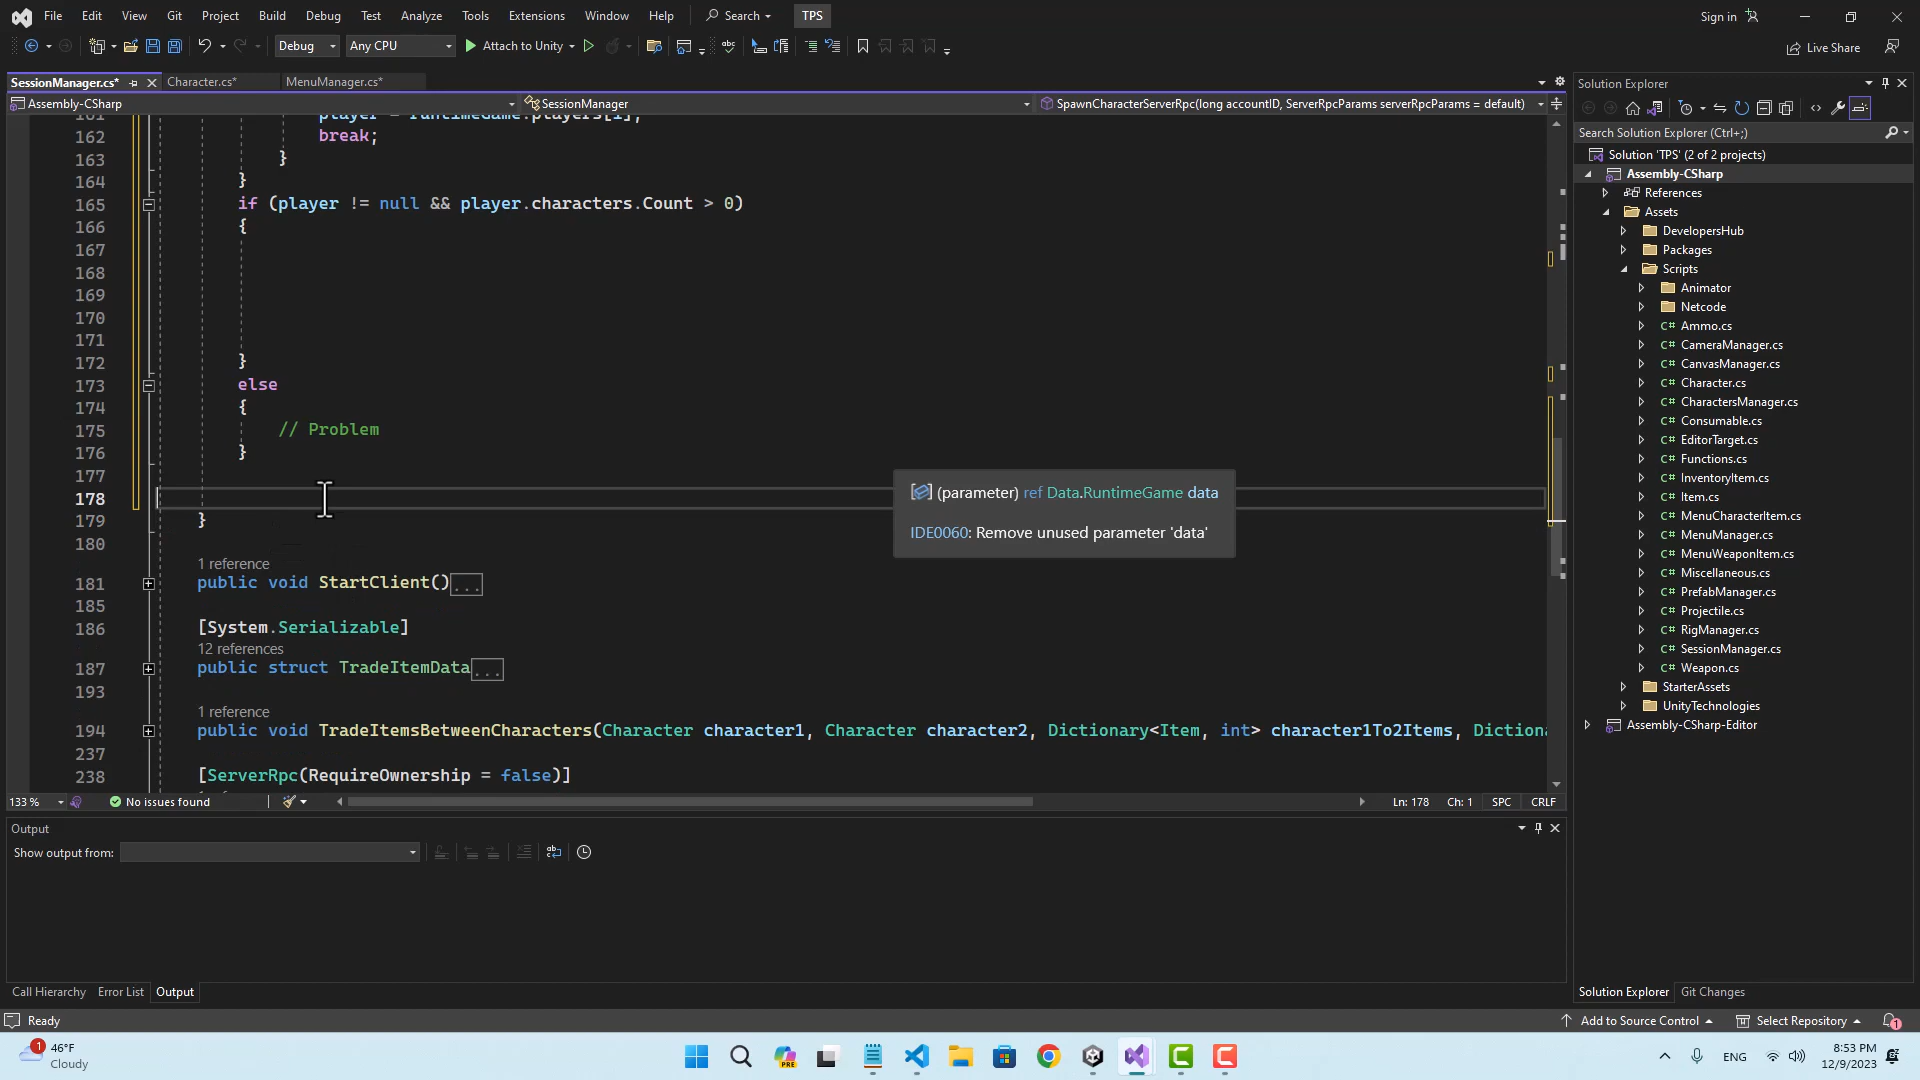 File Edit View Git Project Build Debug Test Analyze Tools Extensions Window Help Search TPS Sign in
Debug Any CPU Attach to Unity Live Share
SessionManager.cs* Character.cs* MenuManager.cs*
Assembly-CSharp SessionManager SpawnCharacterServerRpc(long accountID, ServerRpcParams serverRpcParams = default)
162 break;
163 }
164 }
165 if (player != null && player.characters.Count > 0)
166 {
167
168
169
170
171
172 }
173 else
174 {
175 // Problem
176 }
177
178
179 }
180
(parameter) ref Data.RuntimeGame data
IDE0060: Remove unused parameter 'data'
1 reference
181 public void StartClient()...
185
186 [System.Serializable]
12 references
187 public struct TradeItemData...
193
1 reference
194 public void TradeItemsBetweenCharacters(Character character1, Character character2, Dictionary<Item, int> character1To2Items, Diction
237
238 [ServerRpc(RequireOwnership = false)]
133 % No issues found Ln: 178 Ch: 1 SPC CRLF
Output
Show output from:
Call Hierarchy Error List Output
Solution Explorer
Search Solution Explorer (Ctrl+;)
Solution 'TPS' (2 of 2 projects)
Assembly-CSharp
References
Assets
DevelopersHub
Packages
Scripts
Animator
Netcode
C# Ammo.cs
C# CameraManager.cs
C# CanvasManager.cs
C# Character.cs
C# CharactersManager.cs
C# Consumable.cs
C# EditorTarget.cs
C# Functions.cs
C# InventoryItem.cs
C# Item.cs
C# MenuCharacterItem.cs
C# MenuManager.cs
C# MenuWeaponItem.cs
C# Miscellaneous.cs
C# PrefabManager.cs
C# Projectile.cs
C# RigManager.cs
C# SessionManager.cs
C# Weapon.cs
StarterAssets
UnityTechnologies
Assembly-CSharp-Editor
Solution Explorer Git Changes
Ready Add to Source Control Select Repository 1
1 46°F
Cloudy
PRE
ENG
8:53 PM
12/9/2023